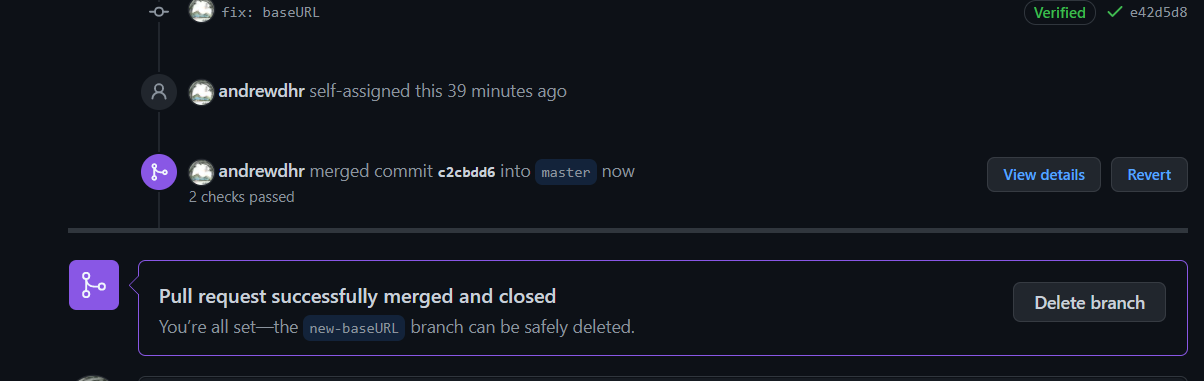 fix: baseURL Verified e42d5d8
andrewdhr self-assigned this 39 minutes ago
andrewdhr merged commit c2cbdd6 into master now View details Revert
2 checks passed
Pull request successfully merged and closed Delete branch
You're all set—the new-baseURL branch can be safely deleted.